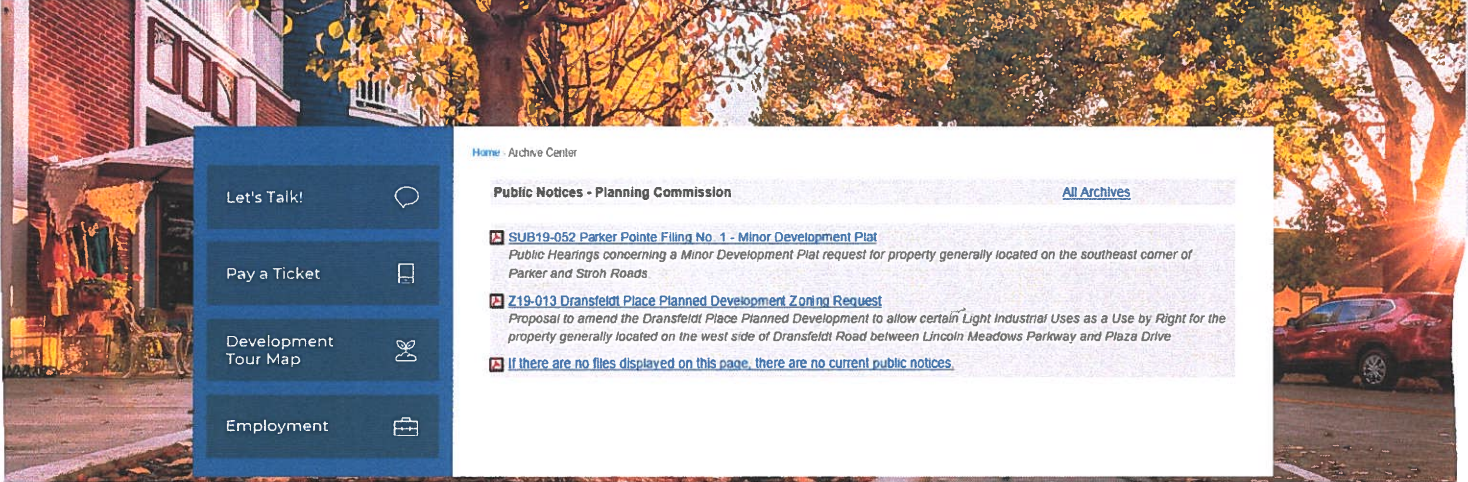 Let's Talk!
Pay a Ticket
Development
Tour Map
Employment
Home - Archive Center
Public Notices - Planning Commission
All Archives
SUB19-052 Parker Pointe Filing No. 1 - Minor Development Plat
Public Hearings concerning a Minor Development Plat request for property generally located on the southeast corner of
Parker and Stroh Roads
Z19-013 Dransfeldt Place Planned Development Zoning Request
Proposal to amend the Dransfeldt Place Planned Development to allow certain Light Industrial Uses as a Use by Right for the
property generally located on the west side of Dransfeldt Road between Lincoln Meadows Parkway and Plaza Drive
If there are no files displayed on this page, there are no current public notices.